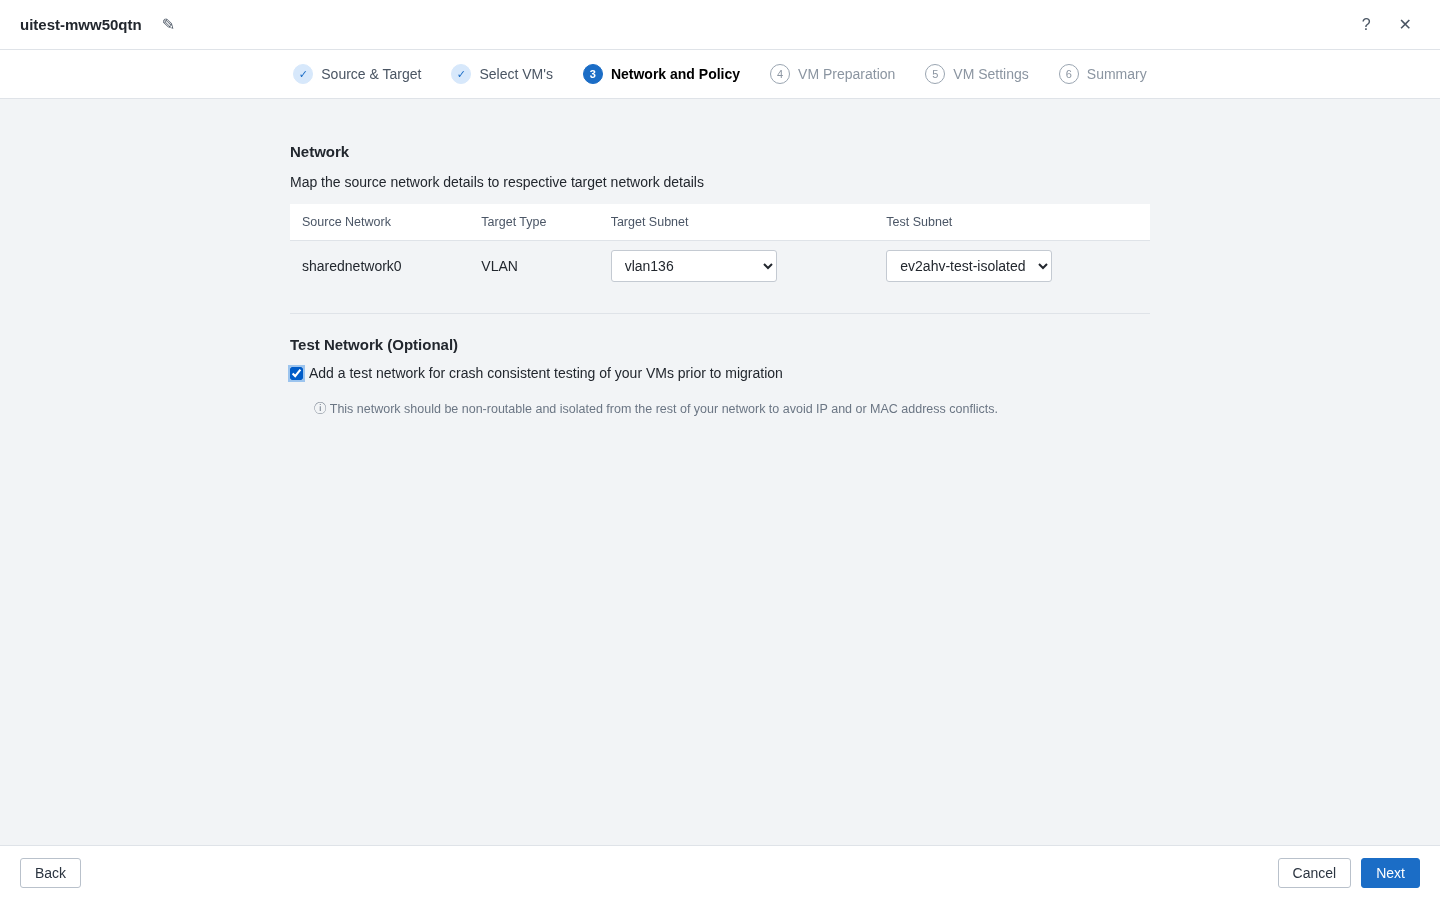 uitest-mww50qtn ✎ ? ✕
✓ Source & Target ✓ Select VM's 3 Network and Policy 4 VM Preparation 5 VM Settings 6 Summary
Network
Map the source network details to respective target network details
Source Network Target Type Target Subnet Test Subnet
sharednetwork0 VLAN vlan136 ev2ahv-test-isolated
Test Network (Optional)
Add a test network for crash consistent testing of your VMs prior to migration
ⓘ This network should be non-routable and isolated from the rest of your network to avoid IP and or MAC address conflicts.
Back Cancel Next